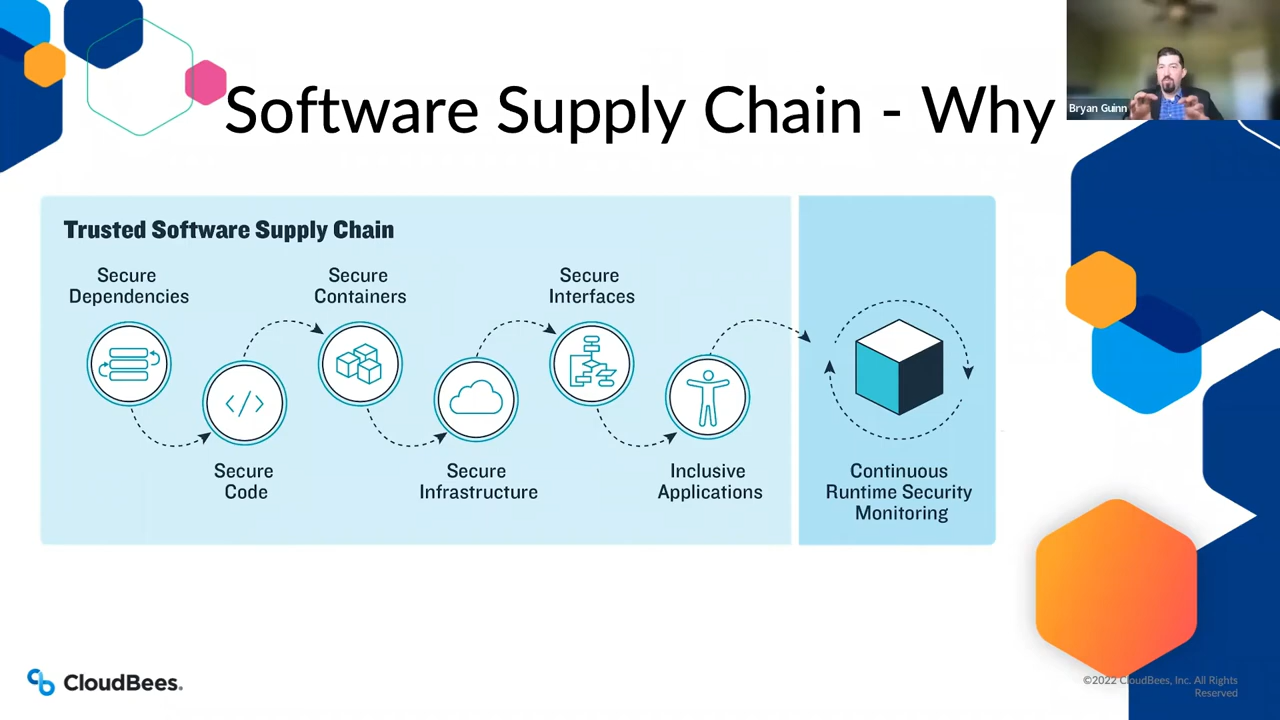 Software Supply Chain - Why
Bryan Guinn
Trusted Software Supply Chain
Secure
Dependencies
Secure
Code
Secure
Containers
Secure
Infrastructure
Secure
Interfaces
Inclusive
Applications
Continuous
Runtime Security
Monitoring
CloudBees.
©2022 CloudBees, Inc. All Rights
Reserved